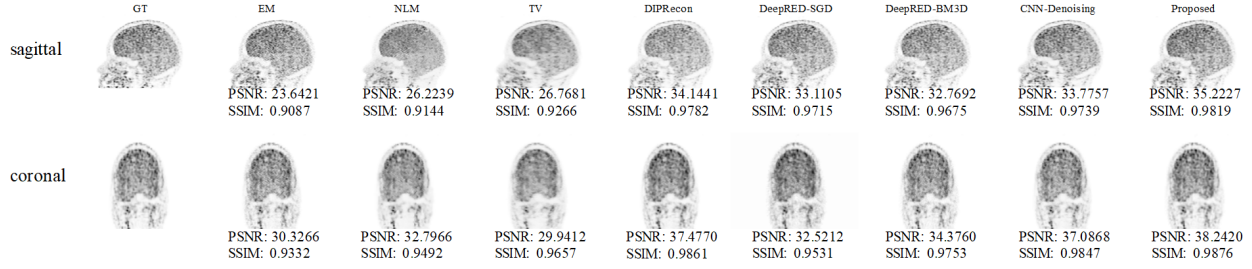 GT EM NLM TV DIPRecon DeepRED-SGD DeepRED-BM3D CNN-Denoising Proposed
sagittal
PSNR: 23.6421 PSNR: 26.2239 PSNR: 26.7681 PSNR: 34.1441 PSNR: 33.1105 PSNR: 32.7692 PSNR: 33.7757 PSNR: 35.2227
SSIM: 0.9087 SSIM: 0.9144 SSIM: 0.9266 SSIM: 0.9782 SSIM: 0.9715 SSIM: 0.9675 SSIM: 0.9739 SSIM: 0.9819
coronal
PSNR: 30.3266 PSNR: 32.7966 PSNR: 29.9412 PSNR: 37.4770 PSNR: 32.5212 PSNR: 34.3760 PSNR: 37.0868 PSNR: 38.2420
SSIM: 0.9332 SSIM: 0.9492 SSIM: 0.9657 SSIM: 0.9861 SSIM: 0.9531 SSIM: 0.9753 SSIM: 0.9847 SSIM: 0.9876